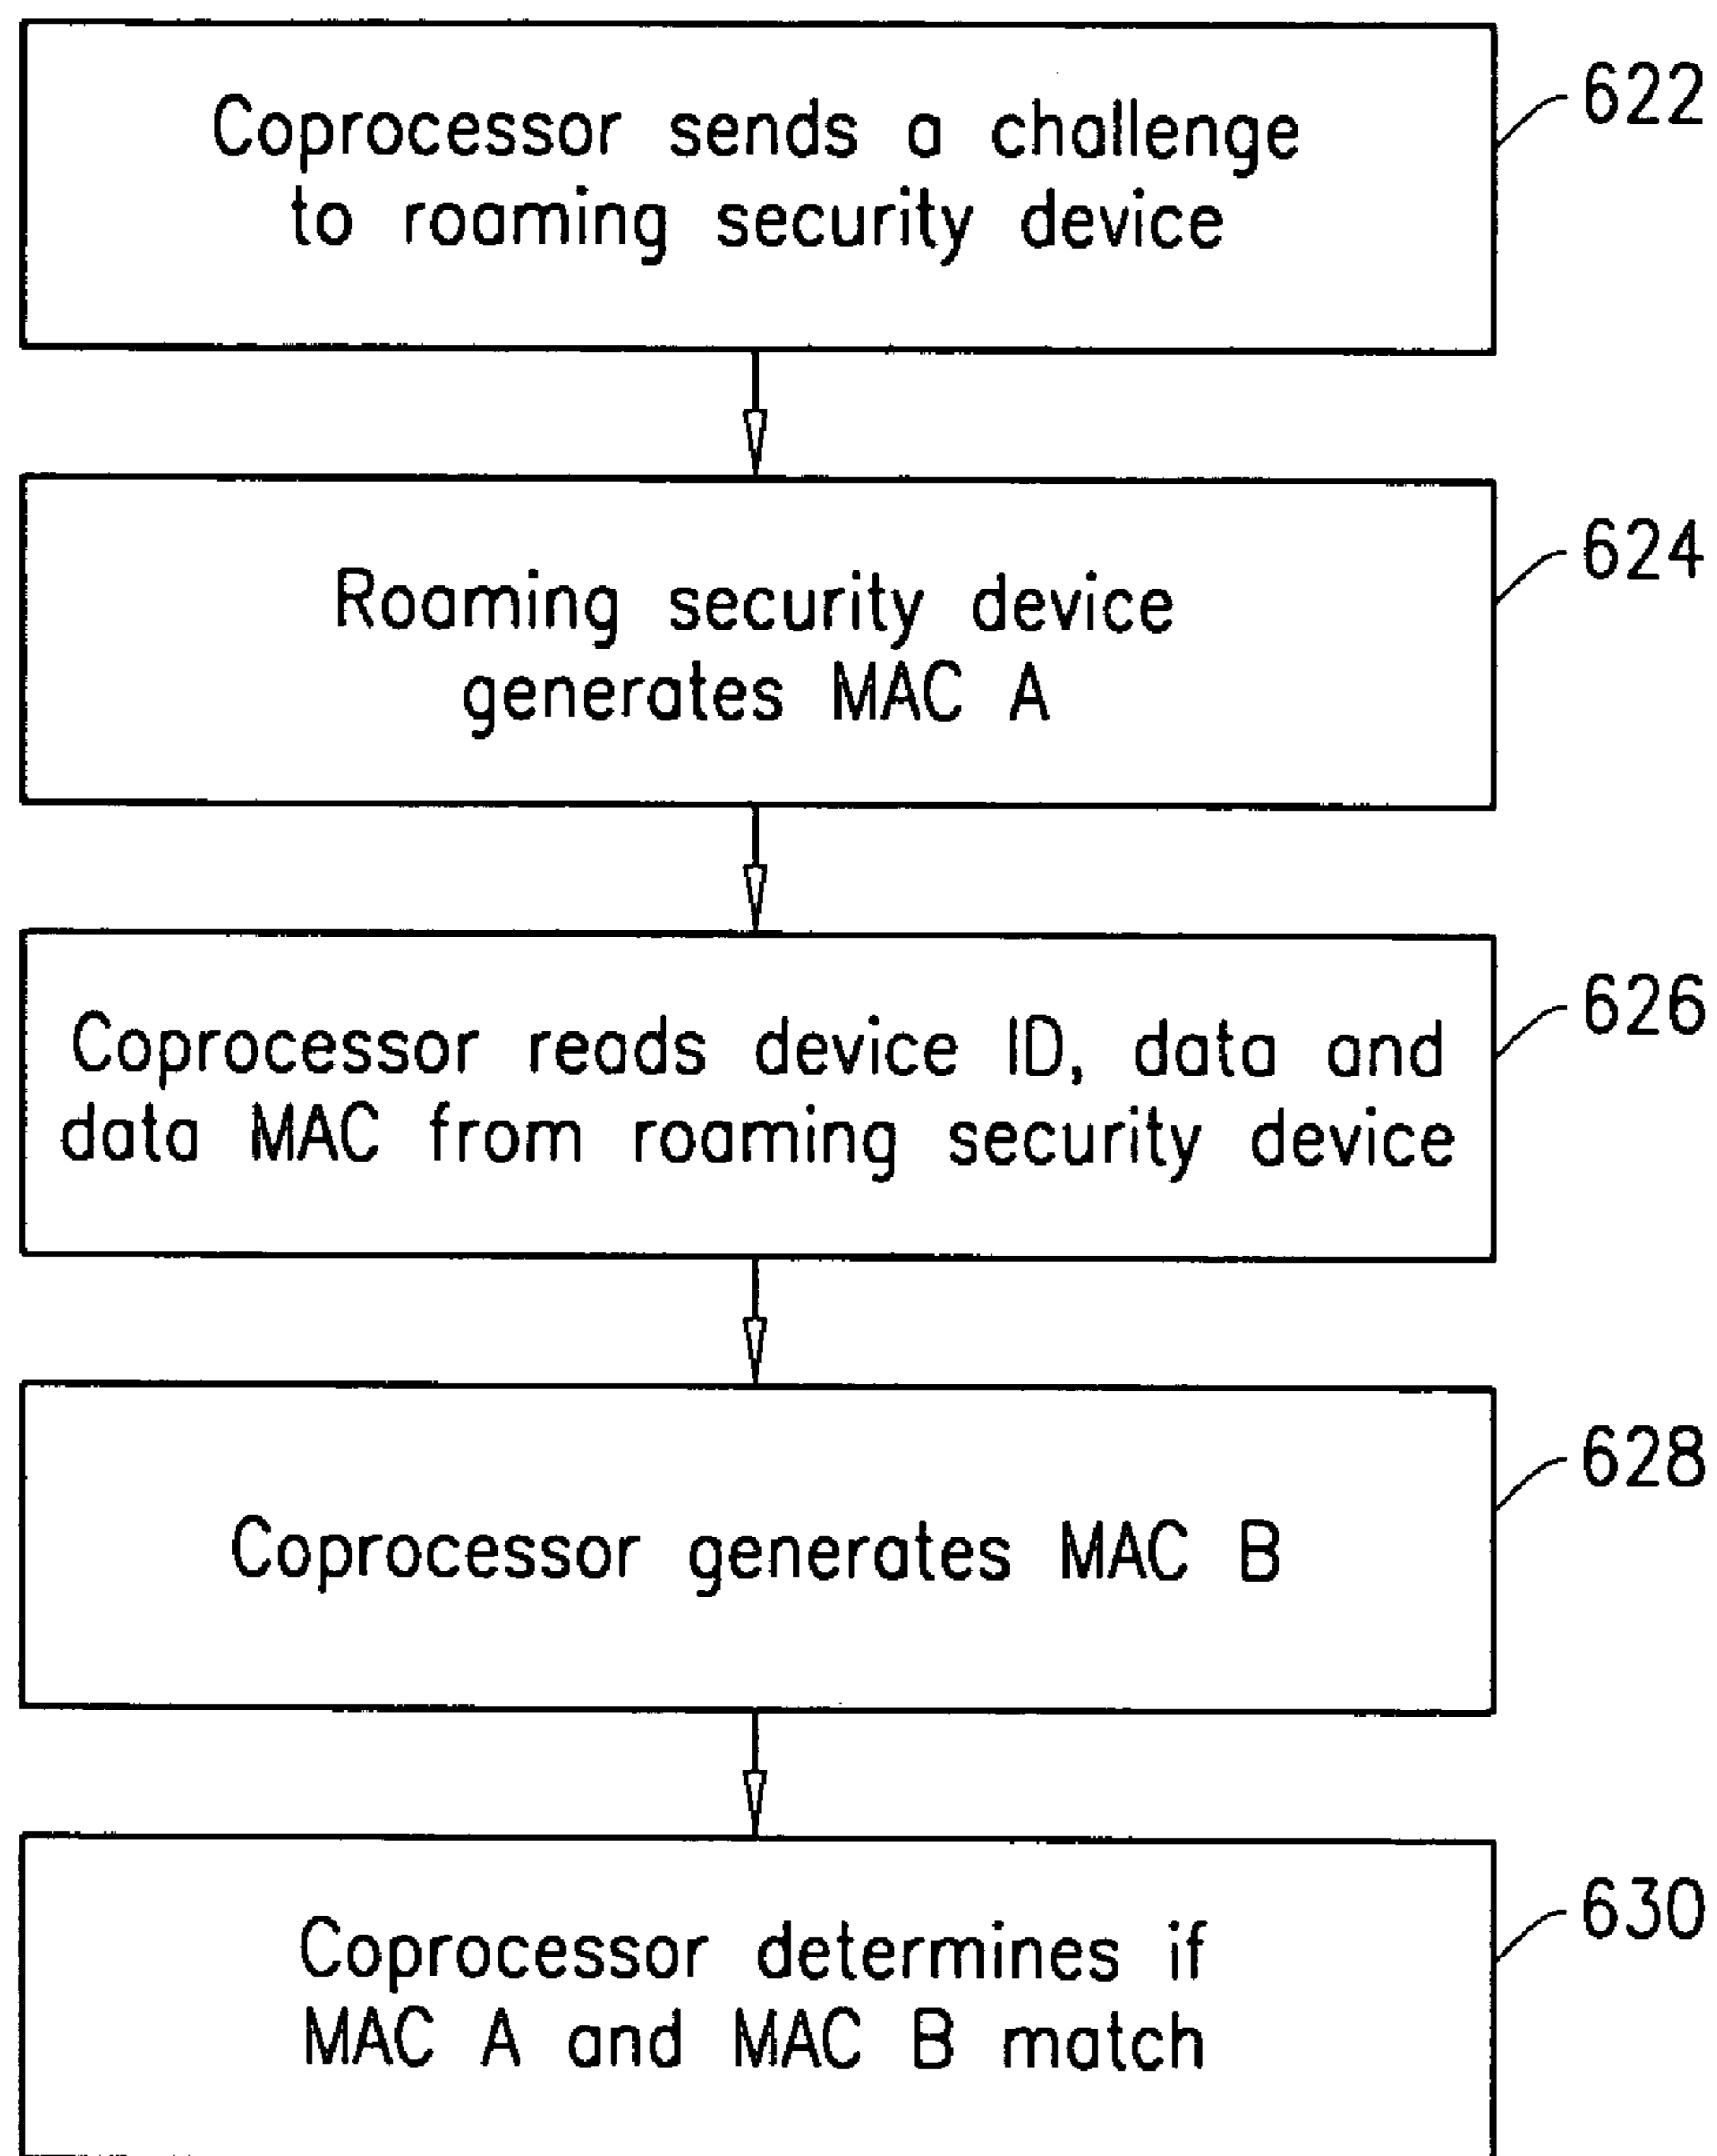 Coprocessor sends a challenge
to roaming security device
622
Roaming security device
generates MAC A
624
Coprocessor reads device ID, data and
data MAC from roaming security device
626
Coprocessor generates MAC B
628
Coprocessor determines if
MAC A and MAC B match
630